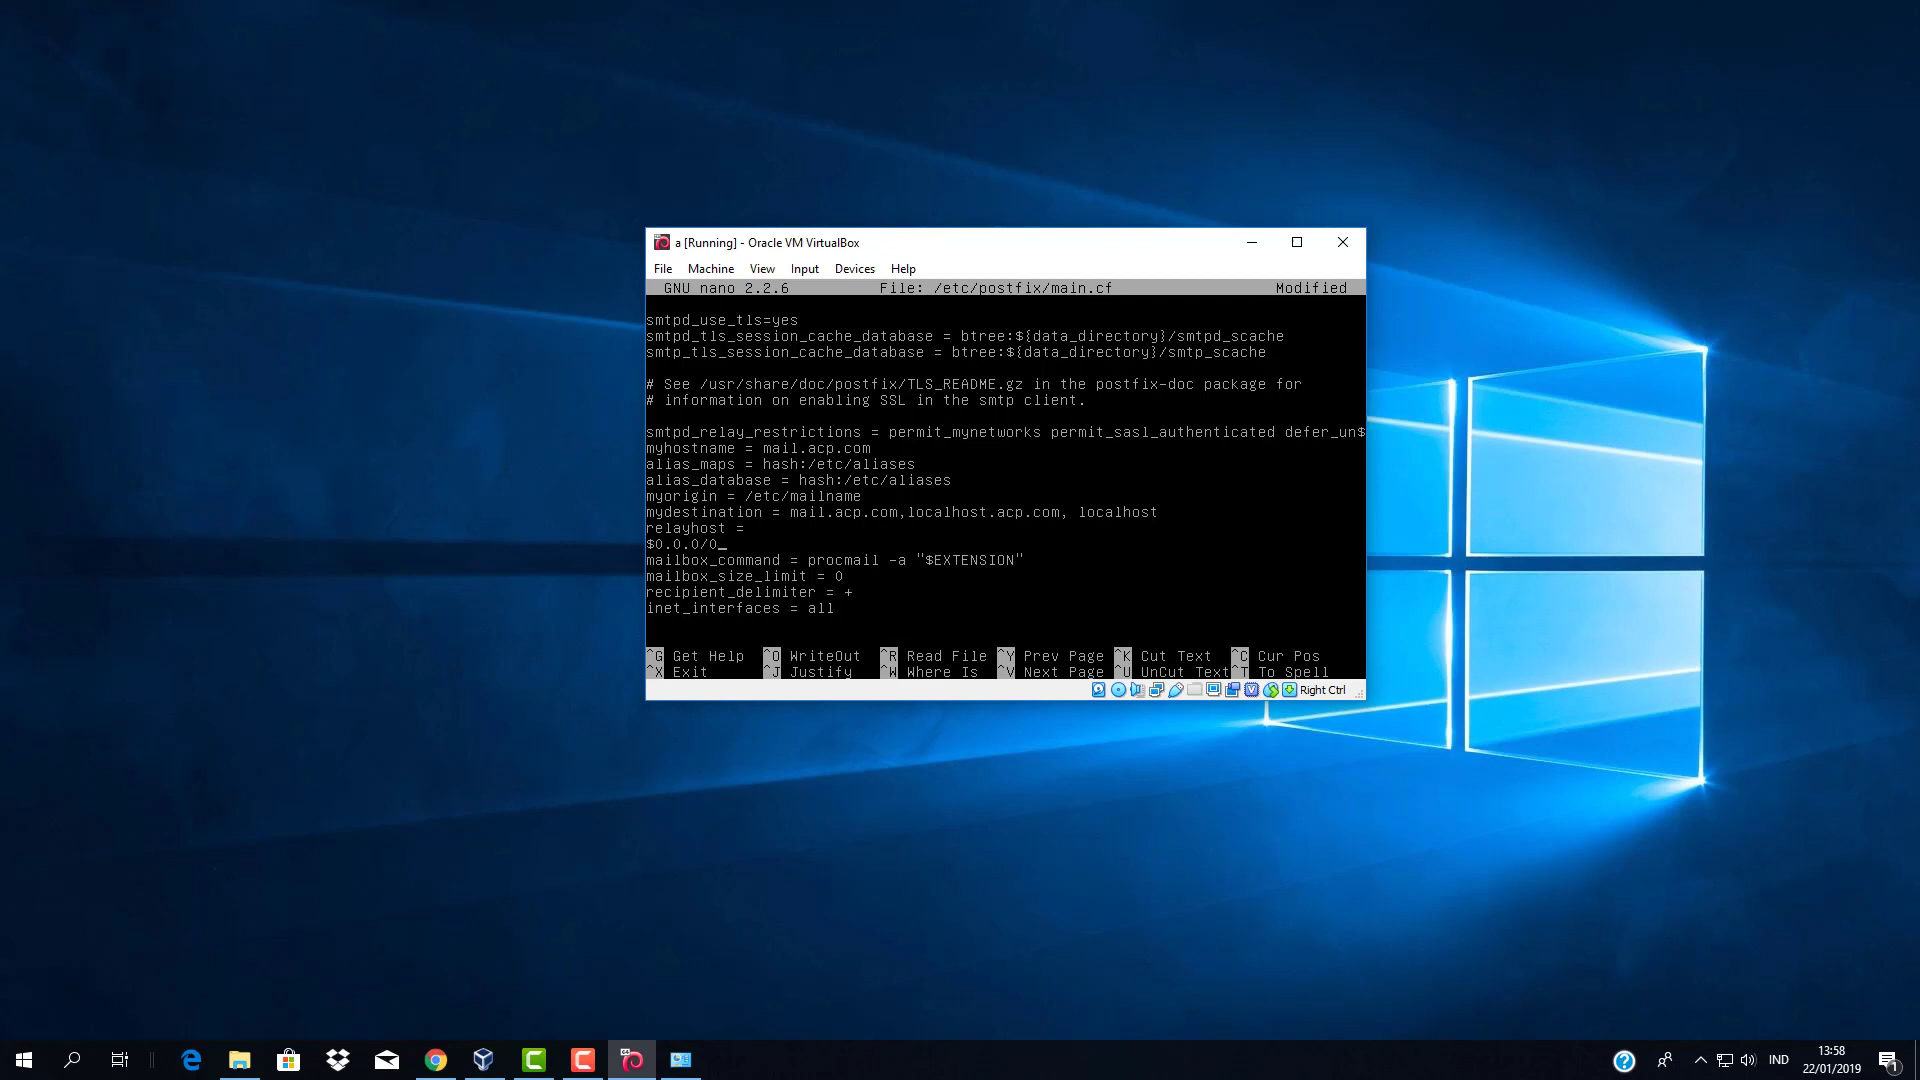 a [Running] - Oracle VM VirtualBox
File Machine View Input Devices Help
GNU nano 2.2.6 File: /etc/postfix/main.cf Modified
smtpd_use_tls=yes
smtpd_tls_session_cache_database = btree:${data_directory}/smtpd_scache
smtp_tls_session_cache_database = btree:${data_directory}/smtp_scache
# See /usr/share/doc/postfix/TLS_README.gz in the postfix-doc package for
# information on enabling SSL in the smtp client.
smtpd_relay_restrictions = permit_mynetworks permit_sasl_authenticated defer_un$
myhostname = mail.acp.com
alias_maps = hash:/etc/aliases
alias_database = hash:/etc/aliases
myorigin = /etc/mailname
mydestination = mail.acp.com,localhost.acp.com, localhost
relayhost =
$0.0.0/0_
mailbox_command = procmail -a "$EXTENSION"
mailbox_size_limit = 0
recipient_delimiter = +
inet_interfaces = all
^G Get Help ^O WriteOut ^R Read File ^Y Prev Page ^K Cut Text ^C Cur Pos
^X Exit ^J Justify ^W Where Is ^V Next Page ^U UnCut Text ^T To Spell
Right Ctrl
IND
13:58
22/01/2019
1